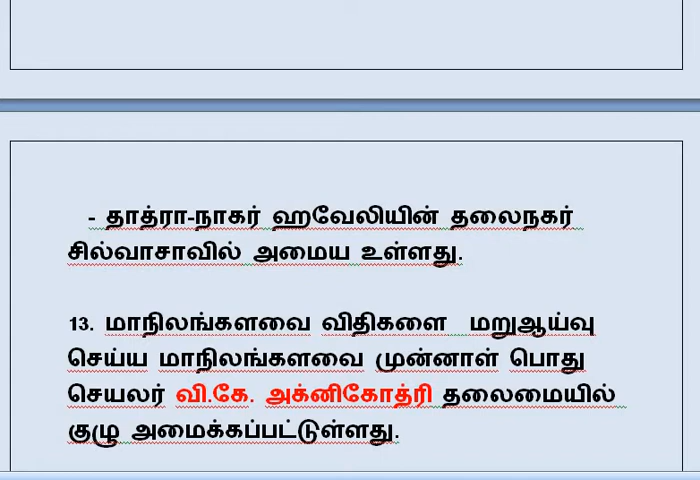 - தாத்ரா-நாகர் ஹவேலியின் தலைநகர்
சில்வாசாவில் அமைய உள்ளது.
13. மாநிலங்களவை விதிகளை மறுஆய்வு
செய்ய மாநிலங்களவை முன்னாள் பொது
செயலர் வி.கே. அக்னிகோத்ரி தலைமையில்
குழு அமைக்கப்பட்டுள்ளது.